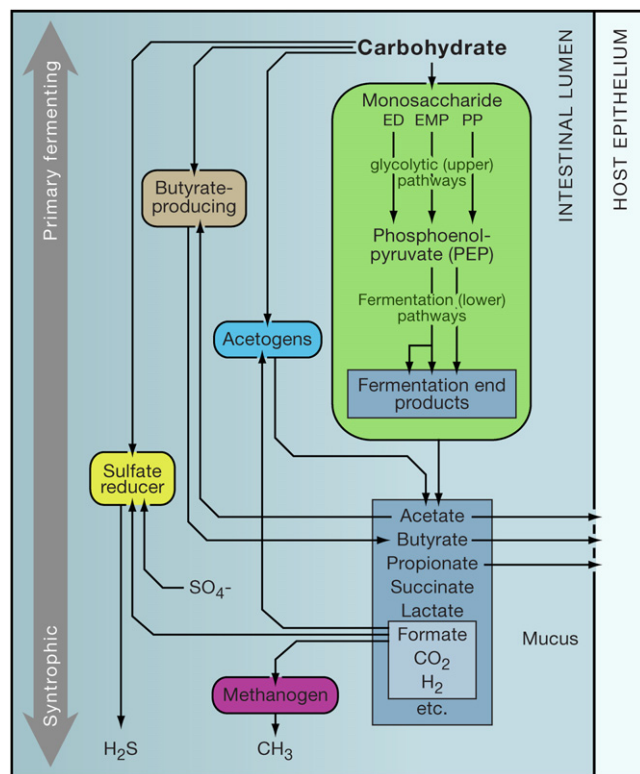 Carbohydrate
Monosaccharide
ED EMP PP
glycolytic (upper)
pathways
Phosphoenol-
pyruvate (PEP)
Fermentation (lower)
pathways
Fermentation end
products
Butyrate-
producing
Acetogens
Sulfate
reducer
SO₄-
Acetate
Butyrate
Propionate
Succinate
Lactate
Formate
CO₂
H₂
etc.
Mucus
Methanogen
H₂S
CH₃
Primary fermenting
Syntrophic
INTESTINAL LUMEN
HOST EPITHELIUM